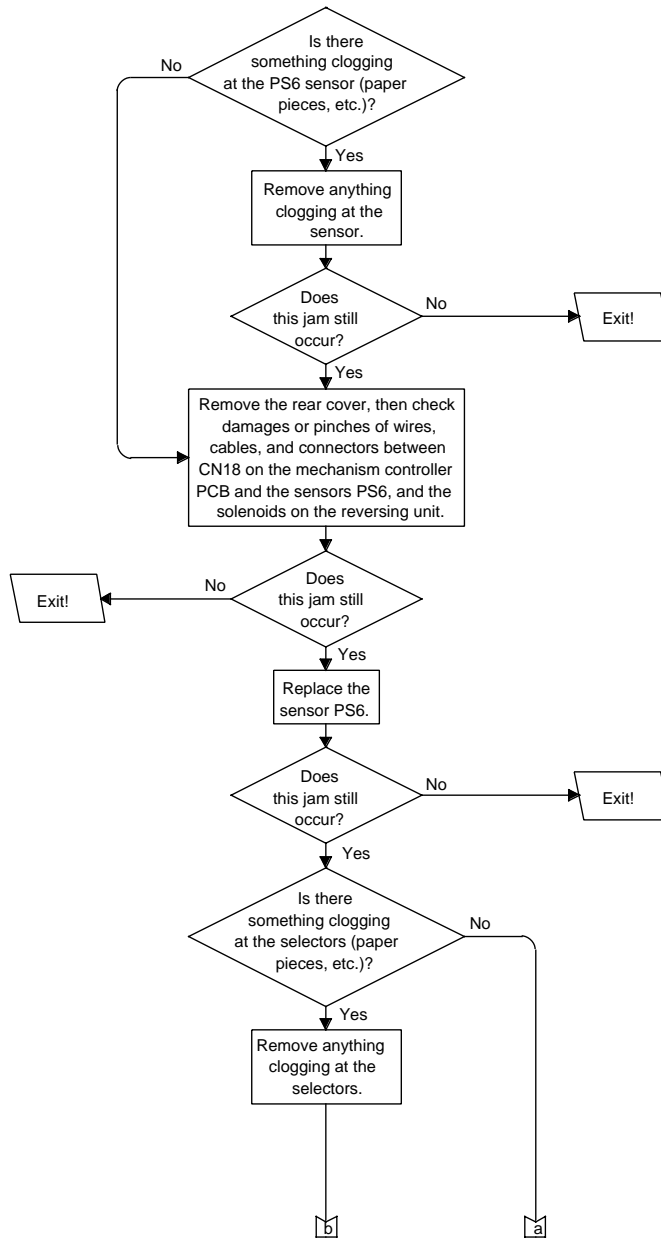 Is there
something clogging
at the PS6 sensor (paper
pieces, etc.)?
No
Yes
Remove anything
clogging at the
sensor.
Does
this jam still
occur?
No
Exit!
Yes
Remove the rear cover, then check
damages or pinches of wires,
cables, and connectors between
CN18 on the mechanism controller
PCB and the sensors PS6, and the
solenoids on the reversing unit.
Does
this jam still
occur?
No
Exit!
Yes
Replace the
sensor PS6.
Does
this jam still
occur?
No
Exit!
Yes
Is there
something clogging
at the selectors (paper
pieces, etc.)?
No
Yes
Remove anything
clogging at the
selectors.
b
a